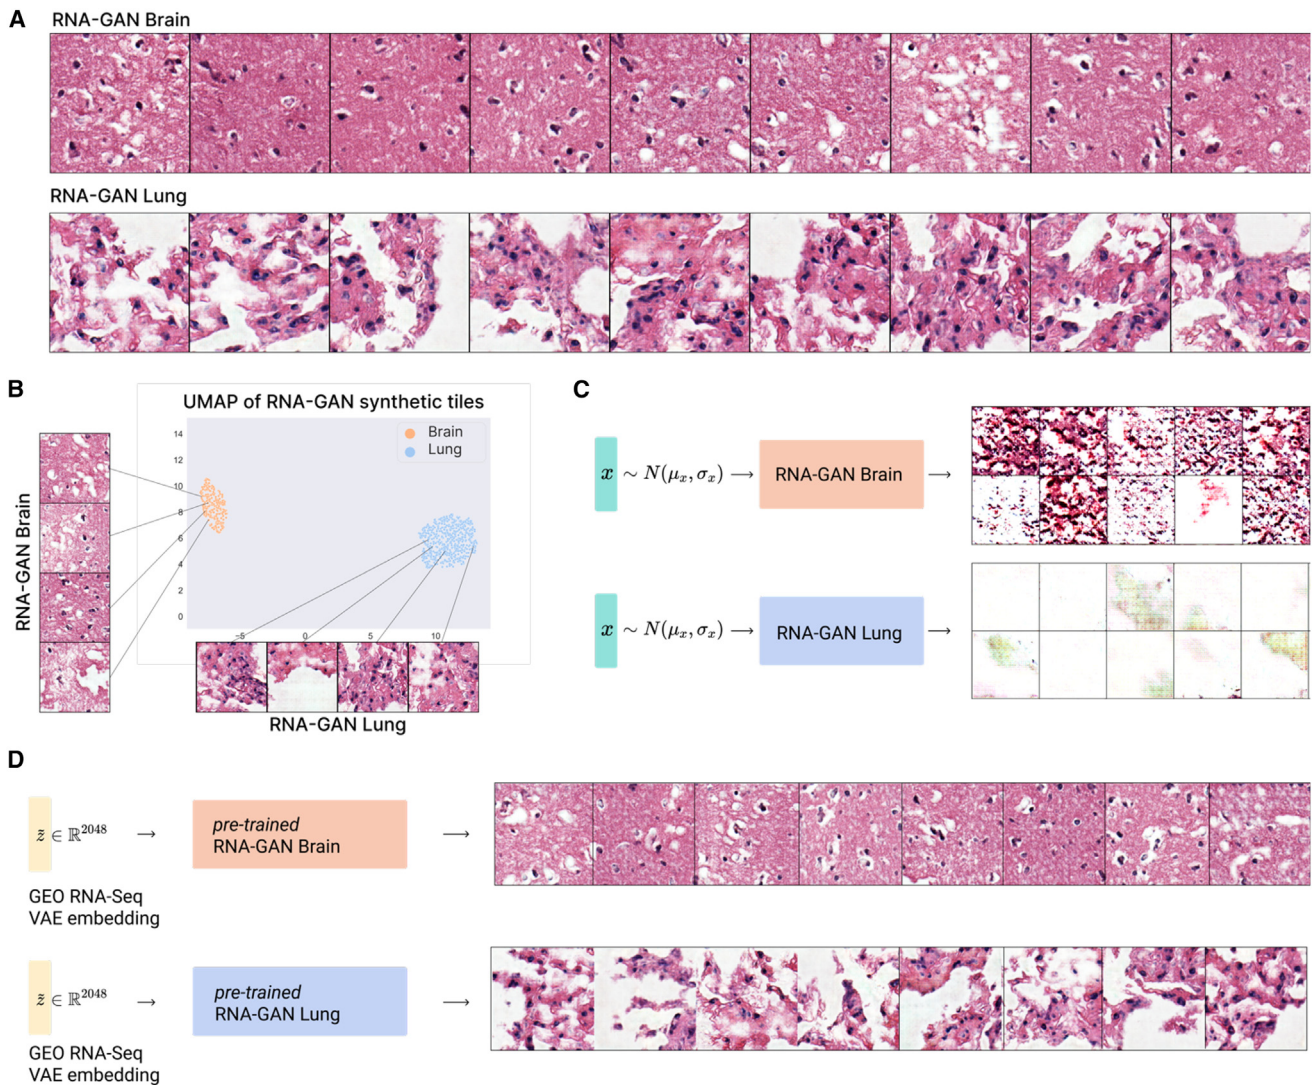 A
RNA-GAN Brain
RNA-GAN Lung
B
UMAP of RNA-GAN synthetic tiles
Brain
Lung
14
12
10
8
6
4
2
0
−5
0
5
10
RNA-GAN Brain
RNA-GAN Lung
C
x ∼ N(μₓ, σₓ) ⟶ RNA-GAN Brain ⟶
x ∼ N(μₓ, σₓ) ⟶ RNA-GAN Lung ⟶
D
z̃ ∈ ℝ²⁰⁴⁸ → pre-trained
RNA-GAN Brain ⟶
GEO RNA-Seq
VAE embedding
z̃ ∈ ℝ²⁰⁴⁸ → pre-trained
RNA-GAN Lung ⟶
GEO RNA-Seq
VAE embedding